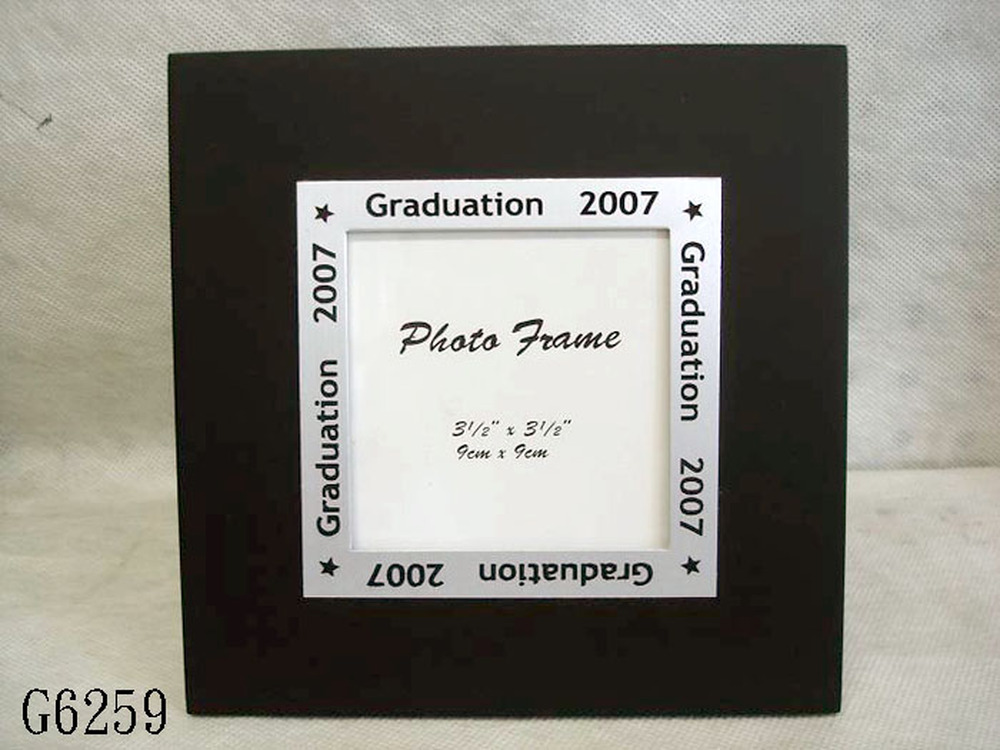 Graduation 2007
Graduation 2007
Graduation 2007
Graduation 2007
Photo Frame
3½" x 3½"
9cm x 9cm
G6259